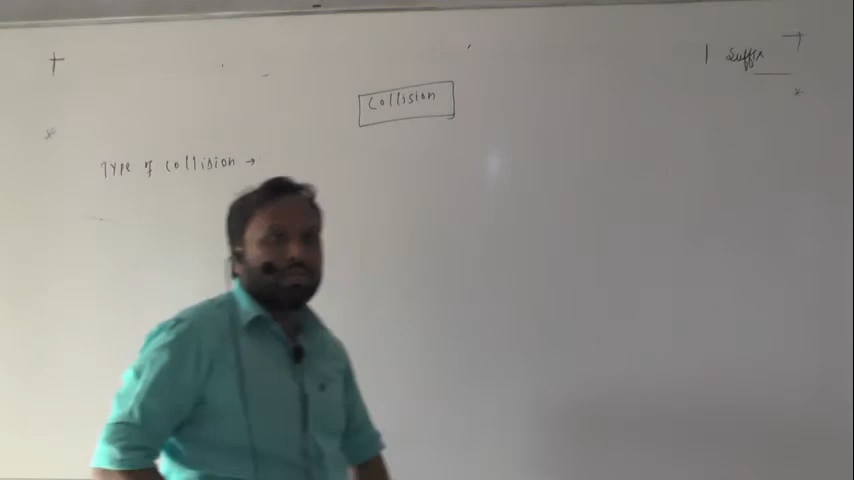 Suffix
Collision
Type of collision →